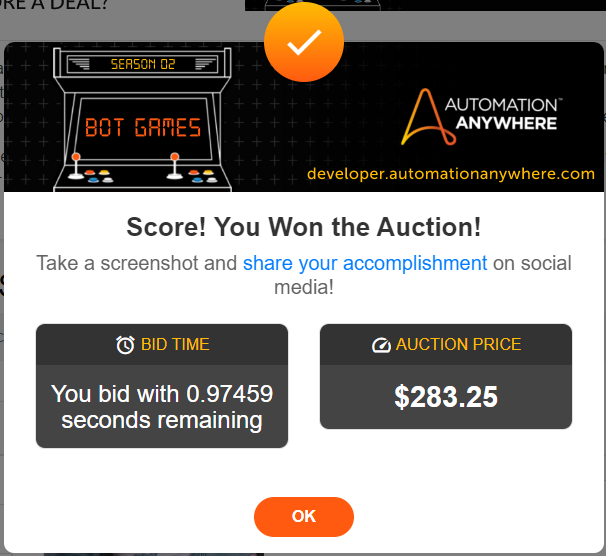 RE A DEAL?
SEASON 02
BOT GAMES
AUTOMATION™
ANYWHERE
developer.automationanywhere.com
Score! You Won the Auction!
Take a screenshot and share your accomplishment on social
media!
BID TIME
AUCTION PRICE
You bid with 0.97459
seconds remaining
$283.25
OK